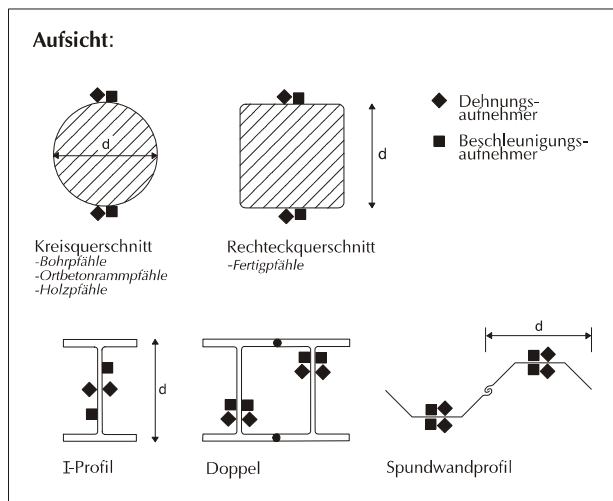 Aufsicht:
d
d
Dehnungs-
aufnehmer
Beschleunigungs-
aufnehmer
Kreisquerschnitt
-Bohrpfähle
-Ortbetonrammpfähle
-Holzpfähle
Rechteckquerschnitt
-Fertigpfähle
d
d
I-Profil
Doppel
Spundwandprofil